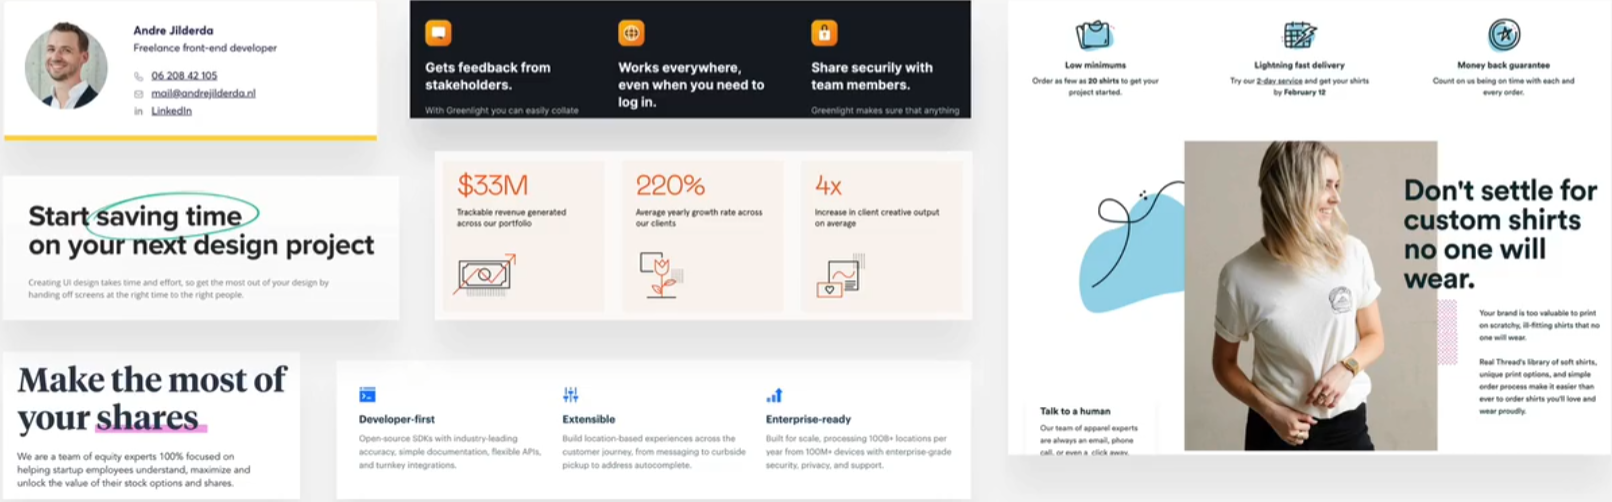 Andre Jilderda
Freelance front-end developer
06 208 42 105
mail@andrejilderda.nl
in LinkedIn
Start saving time
on your next design project
Creating UI design takes time and effort, so get the most out of your design by
handing off screens at the right time to the right people.
Make the most of
your shares
We are a team of equity experts 100% focused on
helping startup employees understand, maximize and
unlock the value of their stock options and shares.
Gets feedback from
stakeholders.
With Greenlight you can easily collate
Works everywhere,
even when you need to
log in.
Share securily with
team members.
Greenlight makes sure that anything
$33M
Trackable revenue generated
across our portfolio
220%
Average yearly growth rate across
our clients
4x
Increase in client creative output
on average
Developer-first
Open-source SDKs with industry-leading
accuracy, simple documentation, flexible APIs,
and turnkey integrations.
Extensible
Build location-based experiences across the
customer journey, from messaging to curbside
pickup to address autocomplete.
Enterprise-ready
Built for scale, processing 100B+ locations per
year from 100M+ devices with enterprise-grade
security, privacy, and support.
Low minimums
Order as few as 20 shirts to get your
project started.
Lightning fast delivery
Try our 2-day service and get your shirts
by February 12
Money back guarantee
Count on us being on time with each and
every order.
Don't settle for
custom shirts
no one will
wear.
Your brand is too valuable to print
on scratchy, ill-fitting shirts that no
one will wear.
Real Thread's library of soft shirts,
unique print options, and simple
order process make it easier than
ever to order shirts you'll love and
wear proudly.
Talk to a human
Our team of apparel experts
are always an email, phone
call, or even a click away.